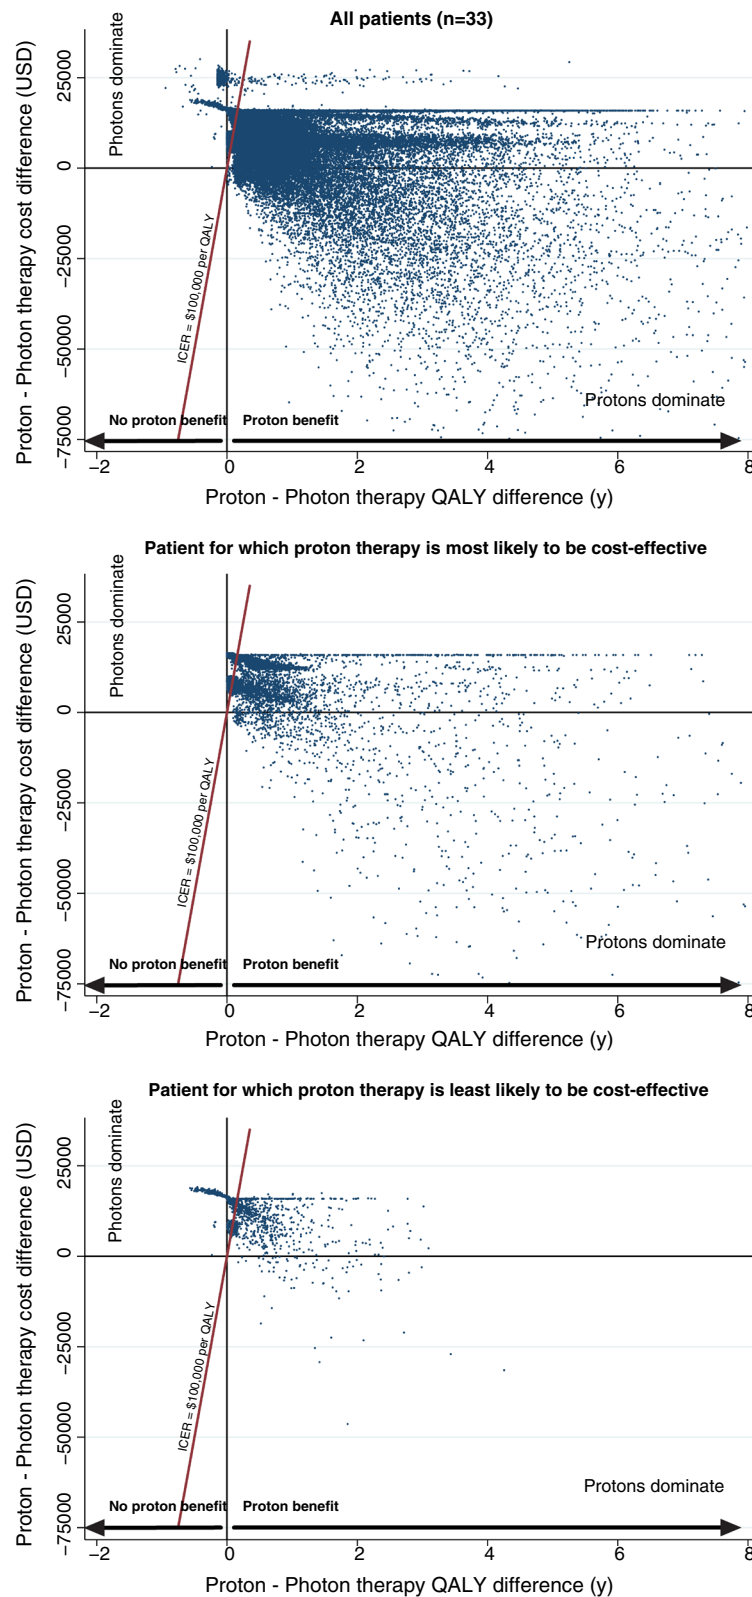 All patients (n=33)
Proton - Photon therapy cost difference (USD)
25000
0
−25000
−50000
−75000
Photons dominate
ICER = $100,000 per QALY
Protons dominate
No proton benefit
Proton benefit
−2
0
2
4
6
8
Proton - Photon therapy QALY difference (y)
Patient for which proton therapy is most likely to be cost-effective
Proton - Photon therapy cost difference (USD)
25000
0
−25000
−50000
−75000
Photons dominate
ICER = $100,000 per QALY
Protons dominate
No proton benefit
Proton benefit
−2
0
2
4
6
8
Proton - Photon therapy QALY difference (y)
Patient for which proton therapy is least likely to be cost-effective
Proton - Photon therapy cost difference (USD)
25000
0
−25000
−50000
−75000
Photons dominate
ICER = $100,000 per QALY
Protons dominate
No proton benefit
Proton benefit
−2
0
2
4
6
8
Proton - Photon therapy QALY difference (y)